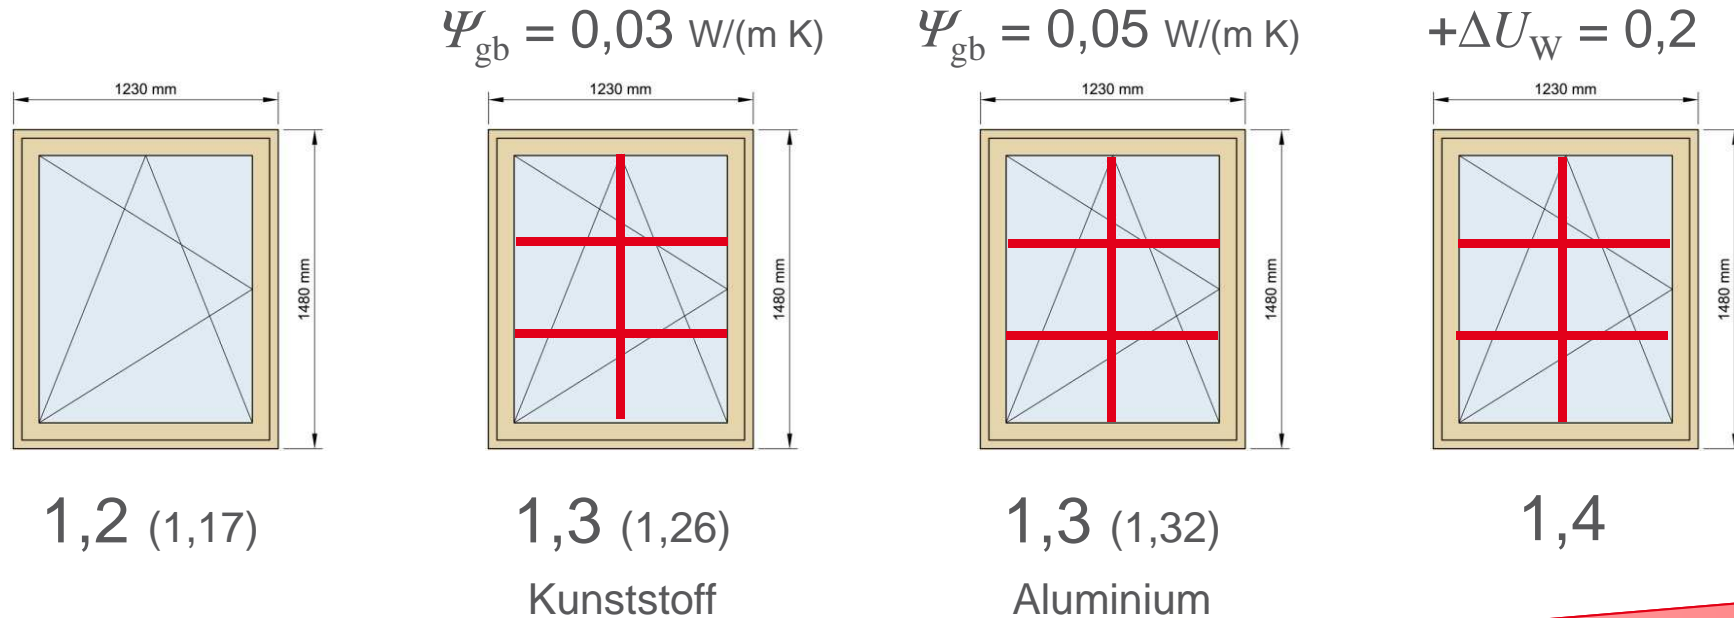 Ψgb = 0,03 W/(m K)
Ψgb = 0,05 W/(m K)
+ΔUW = 0,2
1230 mm
1230 mm
1230 mm
1230 mm
1480 mm
1480 mm
1480 mm
1480 mm
1,2 (1,17)
1,3 (1,26)
1,3 (1,32)
1,4
Kunststoff
Aluminium